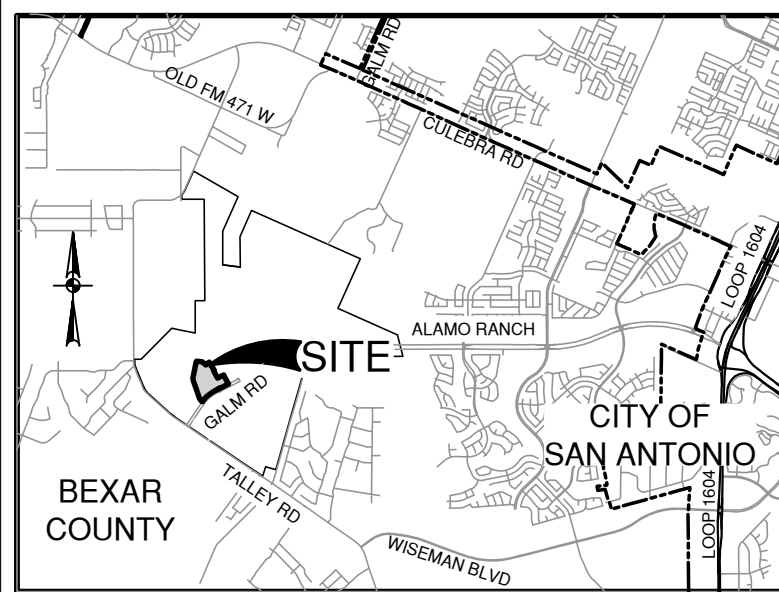 GALM RD
OLD FM 471 W
CULEBRA RD
LOOP 1604
ALAMO RANCH
SITE
GALM RD
CITY OF
SAN ANTONIO
TALLEY RD
BEXAR
COUNTY
LOOP 1604
WISEMAN BLVD